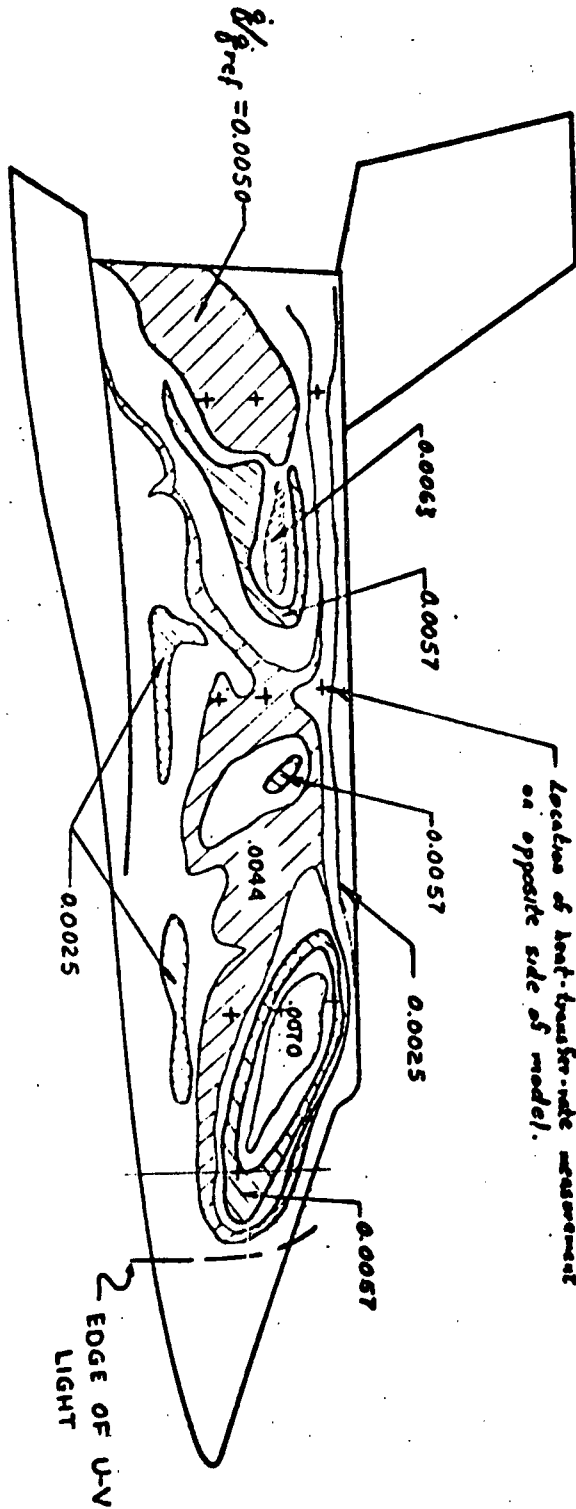 q̇/q̇ref = 0.0050
0.0063
0.0057
Location of heat-transfer-rate measurement
on opposite side of model.
0.0057
.0044
0.0025
0.0025
.0070
0.0057
EDGE OF U-V
LIGHT